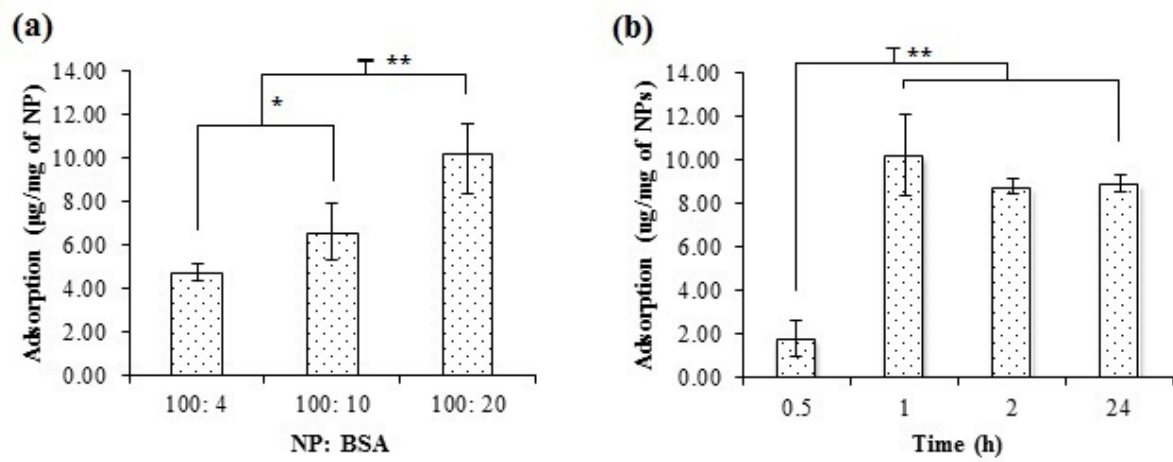 (a)
Adsorption (µg/mg of NP)
14.00
12.00
10.00
8.00
6.00
4.00
2.00
0.00
*
**
100: 4 100: 10 100: 20
NP: BSA
(b)
Adsorption (ug/mg of NPs)
14.00
12.00
10.00
8.00
6.00
4.00
2.00
0.00
**
0.5 1 2 24
Time (h)